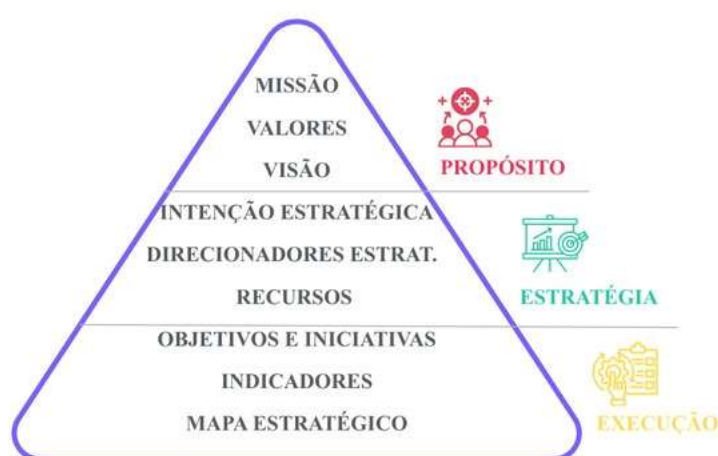 MISSÃO
VALORES
VISÃO
PROPÓSITO
INTENÇÃO ESTRATÉGICA
DIRECIONADORES ESTRAT.
RECURSOS
ESTRATÉGIA
OBJETIVOS E INICIATIVAS
INDICADORES
MAPA ESTRATÉGICO
EXECUÇÃO